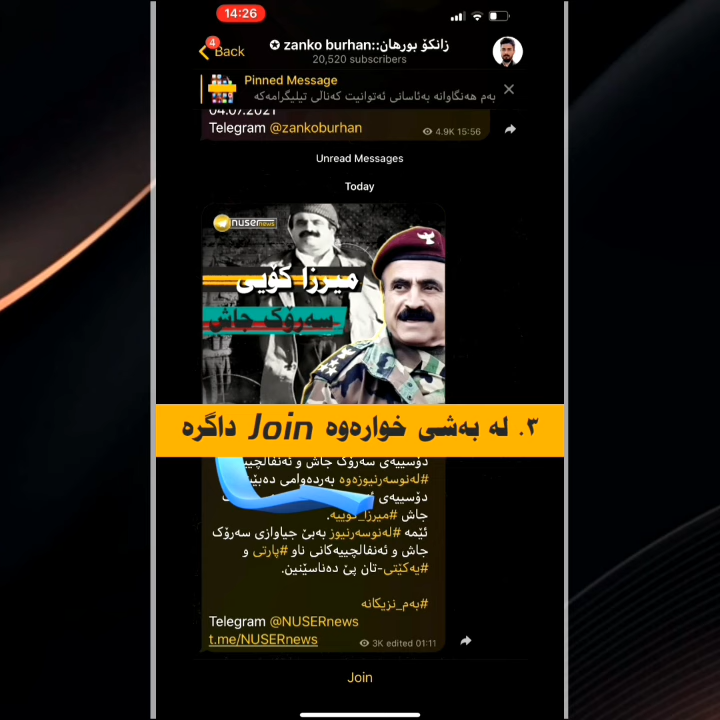 14:26
4
Back
زانكۆ بورهان::zanko burhan ✪
20,520 subscribers
Pinned Message
بەم هەنگاوانە بەئاسانی ئەتوانیت کەنالی تیلیگرامەکە
04.07.2021
Telegram @zankoburhan
4.9K 15:56
Unread Messages
Today
nusernews
میرزا کۆیی
سەرۆک جاش
٣. لە بەشی خوارەوە Join داگرە
دۆسییەی سەرۆک جاش و ئەنفالچییە
#لەنوسەرنیوزەوە بەردەوامی دەبێت
دۆسییەی
جاش #میرزا_کوییە.
ئێمە #لەنوسەرنیوز بەبێ جیاوازی سەرۆک
جاش و ئەنفالچییەکانی ناو #پارتی و
#یەکێتی-تان پێ دەناسێنین.
#بەم_نزیکانە
Telegram @NUSERnews
t.me/NUSERnews
3K edited 01:11
Join